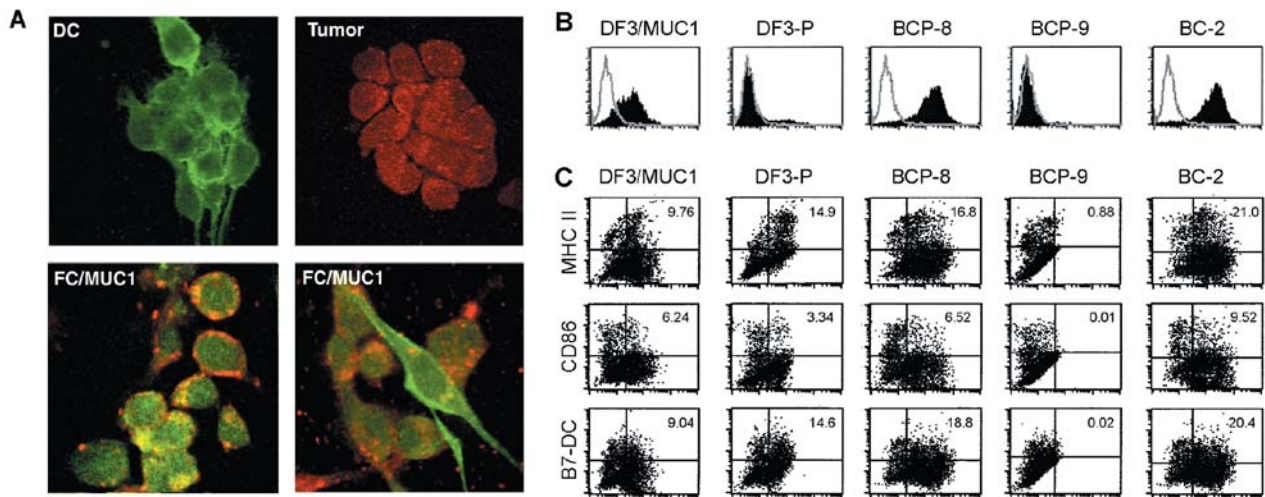 A
DC
Tumor
FC/MUC1
FC/MUC1
B
DF3/MUC1 DF3-P BCP-8 BCP-9 BC-2
C
DF3/MUC1 DF3-P BCP-8 BCP-9 BC-2
MHC II
9.76 14.9 16.8 0.88 21.0
CD86
6.24 3.34 6.52 0.01 9.52
B7-DC
9.04 14.6 18.8 0.02 20.4